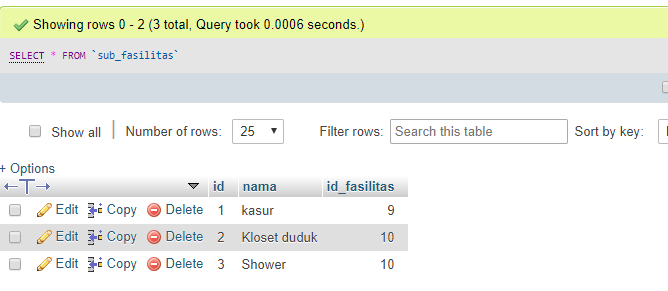 Showing rows 0 - 2 (3 total, Query took 0.0006 seconds.)
SELECT * FROM `sub_fasilitas`
Show all | Number of rows: 25 Filter rows: Search this table Sort by key:
+ Options
←T→ id nama id_fasilitas
Edit Copy Delete 1 kasur 9
Edit Copy Delete 2 Kloset duduk 10
Edit Copy Delete 3 Shower 10